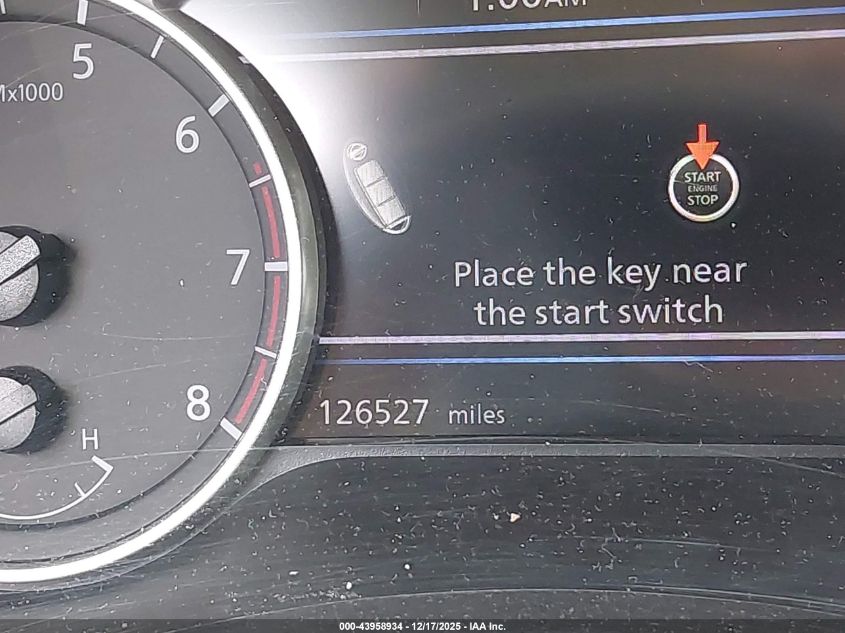 5
x1000
6
START
ENGINE
STOP
7
Place the key near
the start switch
8
126527 miles
H
000-43958934 - 12/17/2025 - IAA Inc.